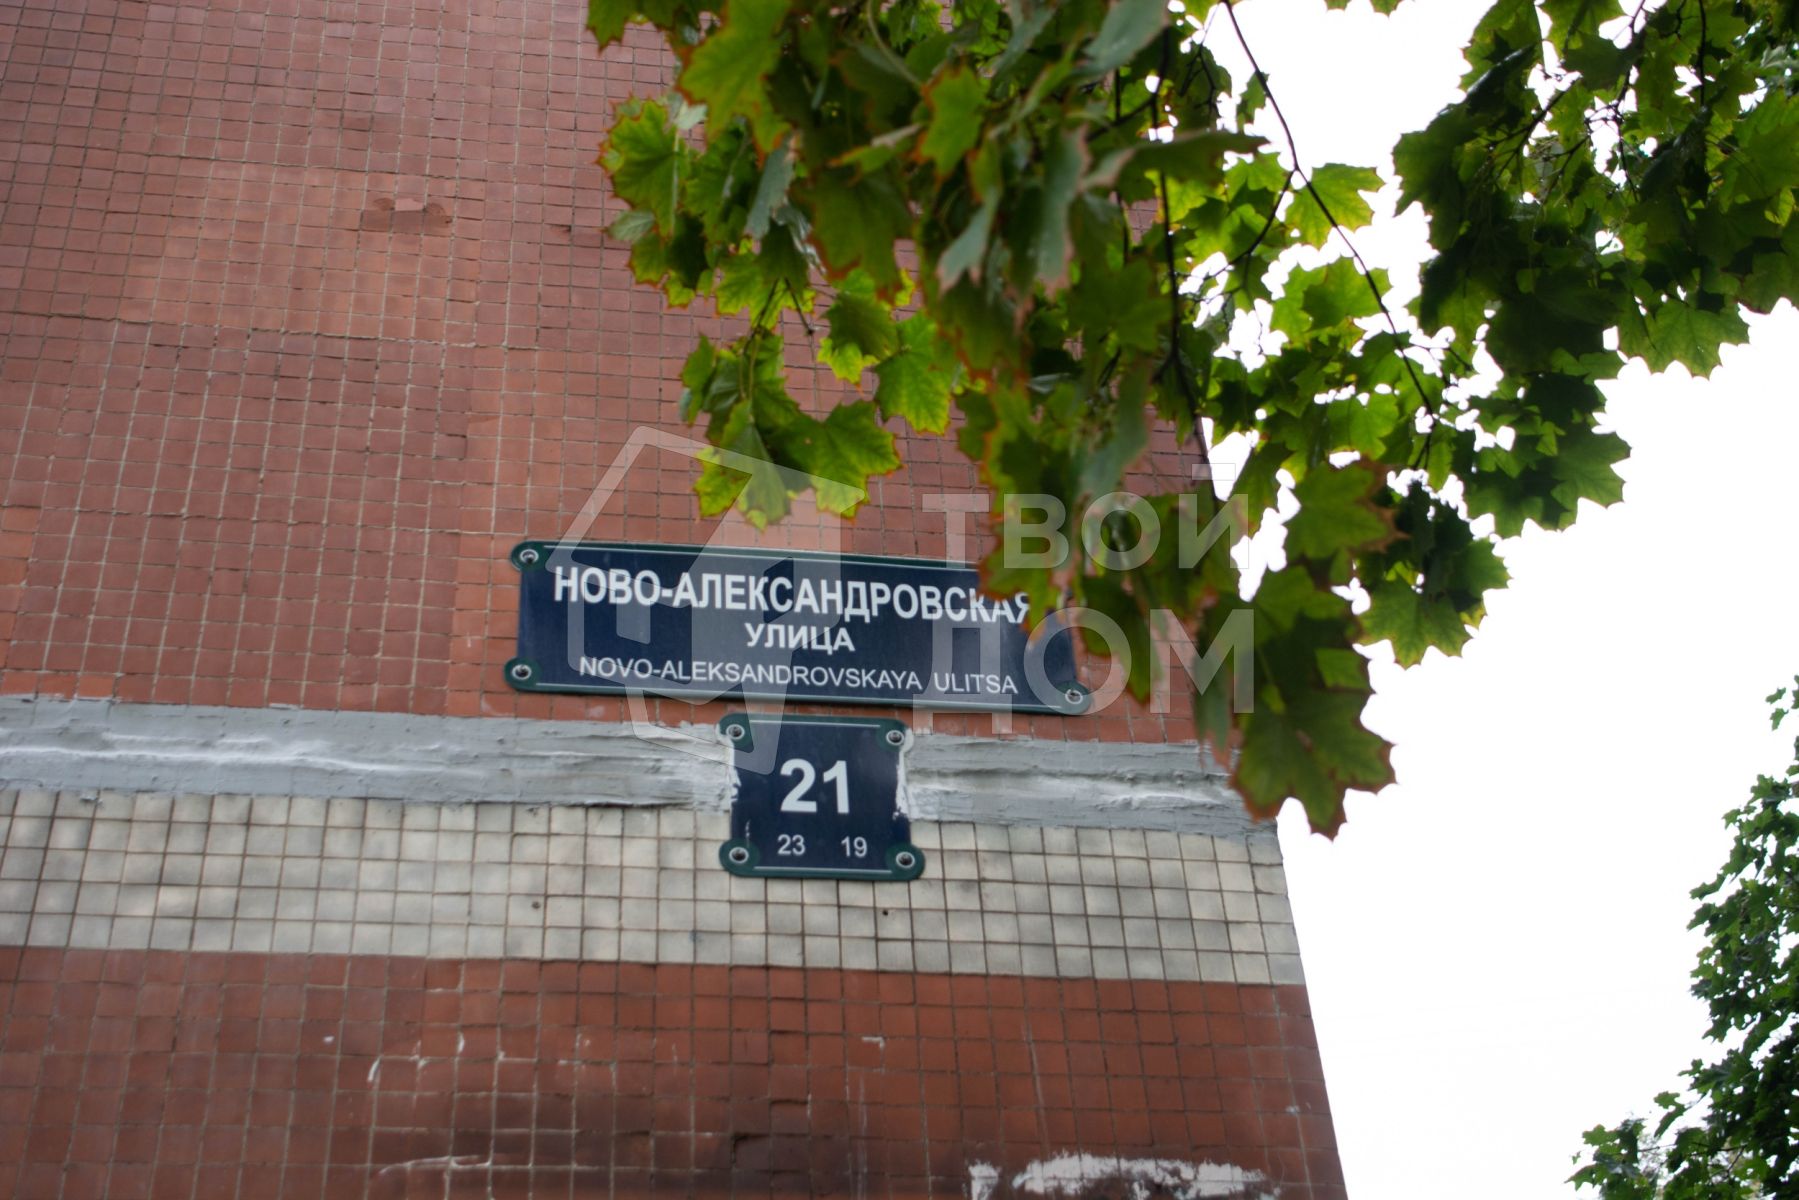 НОВО-АЛЕКСАНДРОВСКАЯ
УЛИЦА
NOVO-ALEKSANDROVSKAYA ULITSA
21
23 19
ТВОЙ
ДОМ